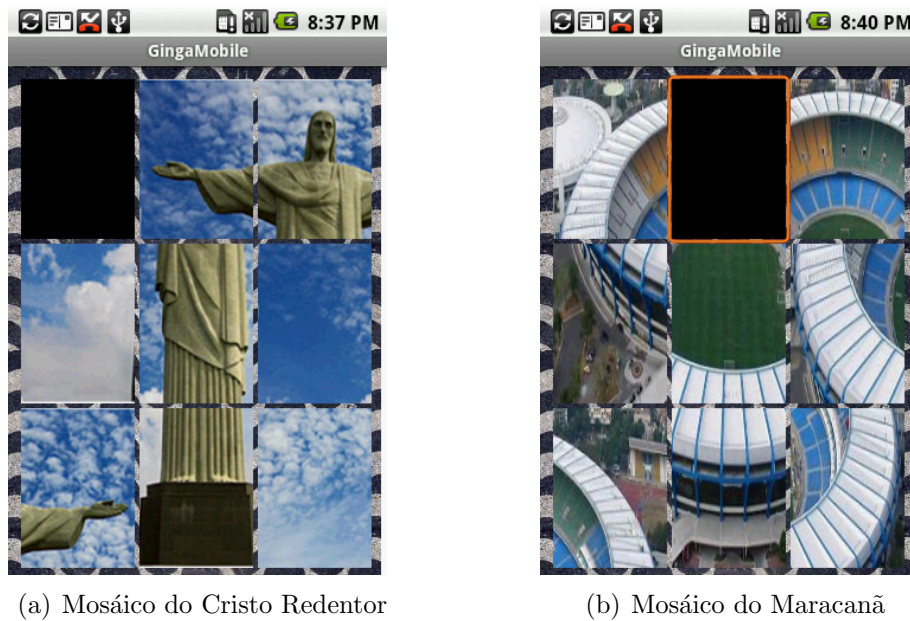 8:37 PM
GingaMobile
8:40 PM
GingaMobile
(a) Mosáico do Cristo Redentor
(b) Mosáico do Maracanã